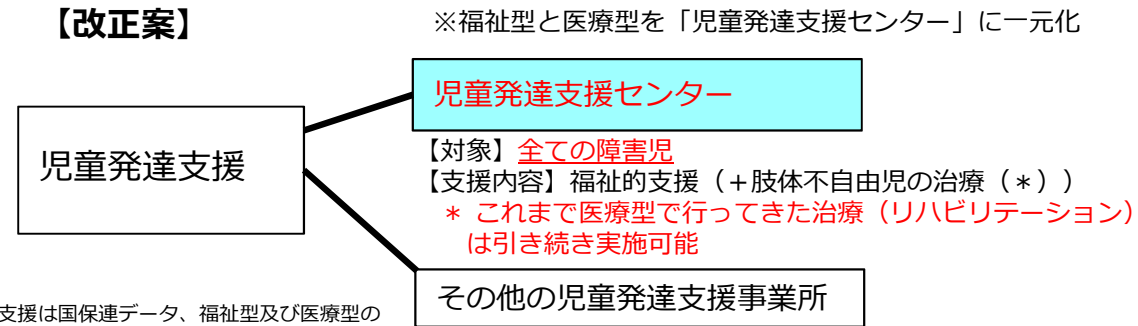 【改正案】
※福祉型と医療型を「児童発達支援センター」に一元化
児童発達支援センター
児童発達支援
【対象】全ての障害児
【支援内容】福祉的支援（＋肢体不自由児の治療（＊））
＊ これまで医療型で行ってきた治療（リハビリテーション）
は引き続き実施可能
その他の児童発達支援事業所
支援は国保連データ、福祉型及び医療型の